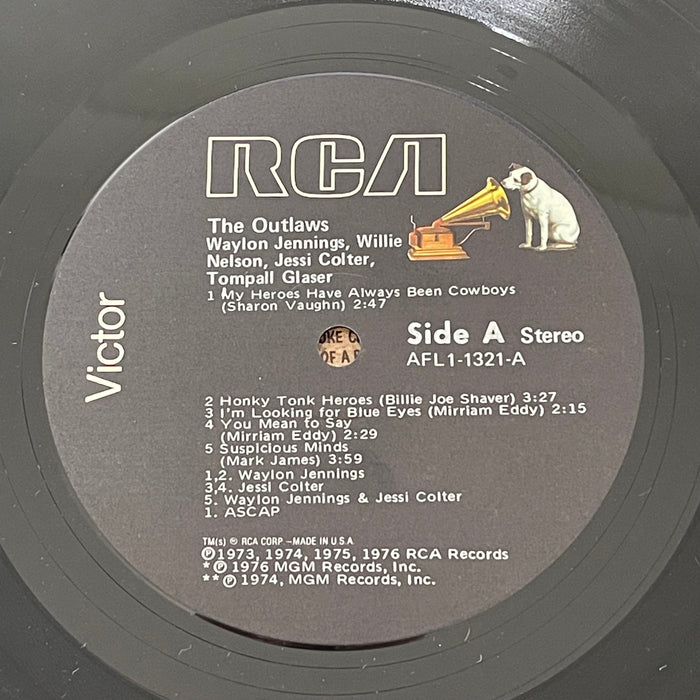 RCA
The Outlaws
Waylon Jennings, Willie
Nelson, Jessi Colter,
Tompall Glaser
1 My Heroes Have Always Been Cowboys
(Sharon Vaughn) 2:47
Victor
Side A Stereo
AFL1-1321-A
2 Honky Tonk Heroes (Billie Joe Shaver) 3:27
3 I'm Looking for Blue Eyes (Mirriam Eddy) 2:15
4 You Mean to Say
(Mirriam Eddy) 2:29
5 Suspicious Minds
(Mark James) 3:59
1,2. Waylon Jennings
3,4. Jessi Colter
5. Waylon Jennings & Jessi Colter
1. ASCAP
TM(s) ® RCA CORP.–MADE IN U.S.A
℗ 1973, 1974, 1975, 1976 RCA Records
* ℗ 1976 MGM Records, Inc.
** ℗ 1974, MGM Records, Inc.
OF A